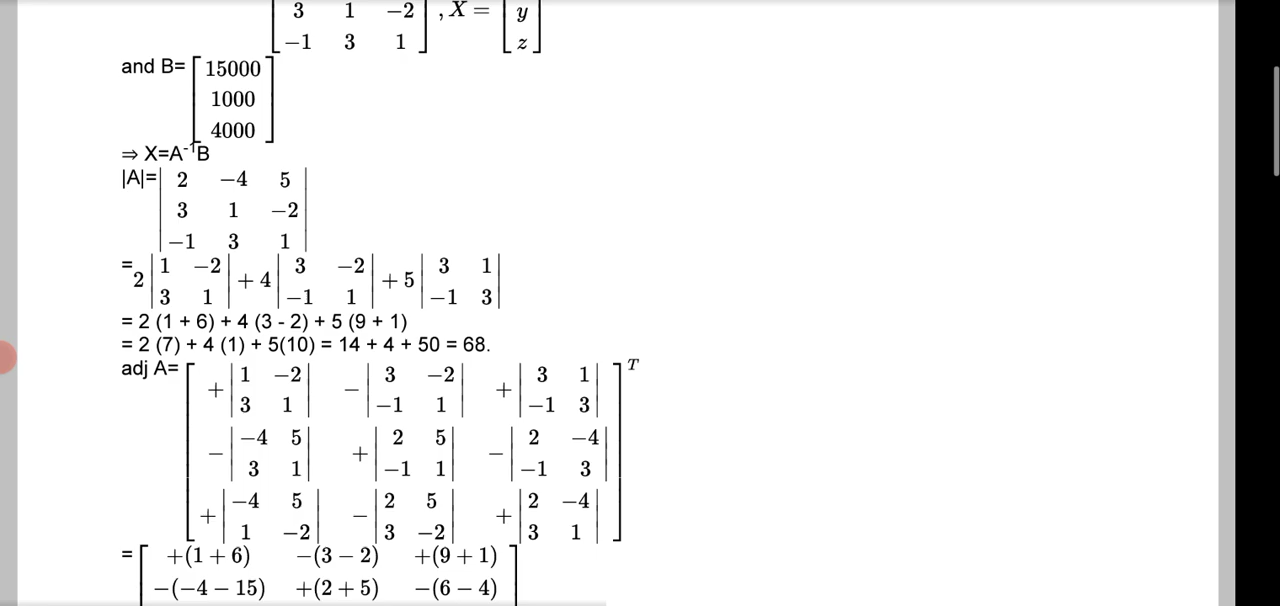 3 1 −2 , X = y
−1 3 1 z
and B= 15000
1000
4000
⇒ X=A⁻¹B
|A|= 2 −4 5
3 1 −2
−1 3 1
= 2 | 1 −2 | + 4 | 3 −2 | + 5 | 3 1 |
3 1 −1 1 −1 3
= 2 (1 + 6) + 4 (3 - 2) + 5 (9 + 1)
= 2 (7) + 4 (1) + 5(10) = 14 + 4 + 50 = 68.
adj A= + | 1 −2 | − | 3 −2 | + | 3 1 | T
3 1 −1 1 −1 3
− | −4 5 | + | 2 5 | − | 2 −4 |
3 1 −1 1 −1 3
+ | −4 5 | − | 2 5 | + | 2 −4 |
1 −2 3 −2 3 1
= +(1 + 6) −(3 − 2) +(9 + 1)
−(−4 − 15) +(2 + 5) −(6 − 4)